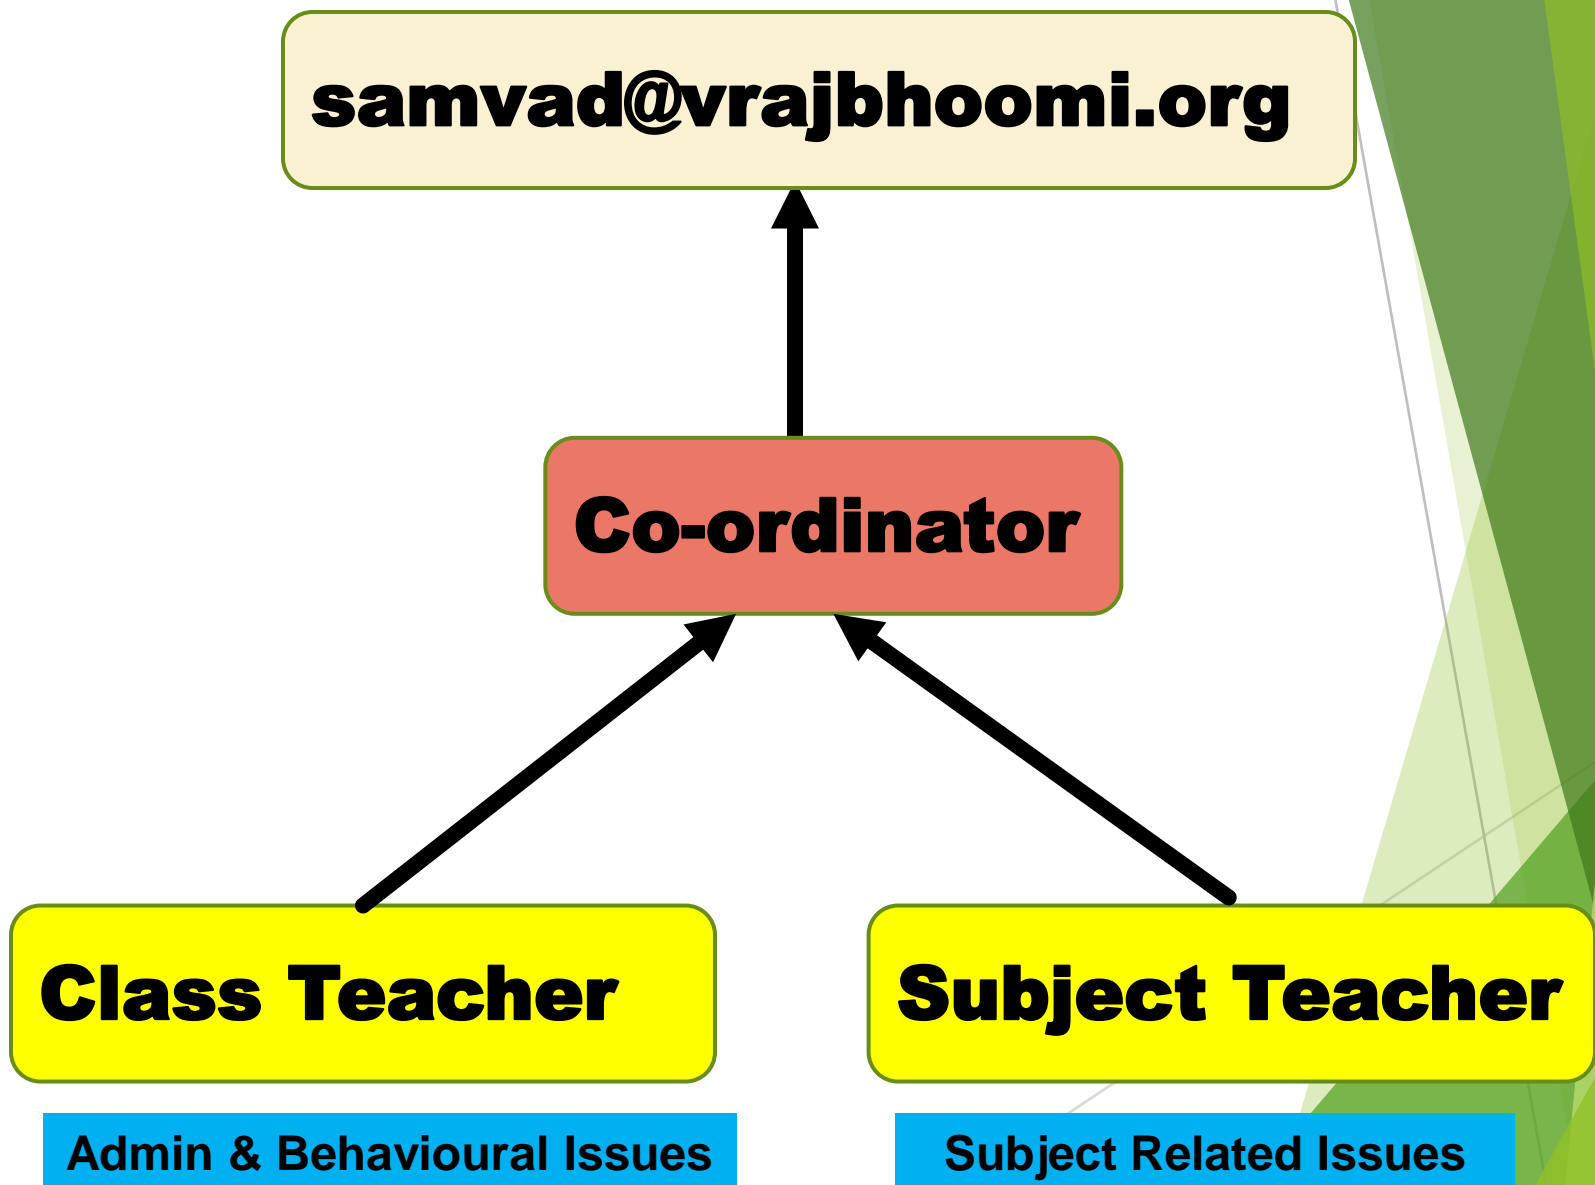 samvad@vrajbhoomi.org
Co-ordinator
Class Teacher
Subject Teacher
Admin & Behavioural Issues
Subject Related Issues